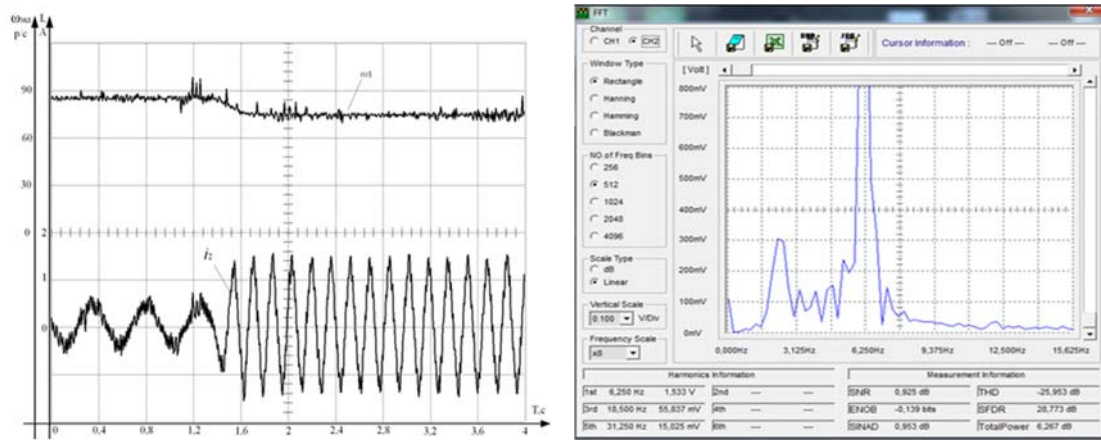 L
A
р/с
90
60
30
0
2
1
0
ω1
i₂
0 0,4 0,8 1,2 1,6 2 2,4 2,8 3,2 3,6 4
T,c
FFT
Channel
CH1 CH2
Cursor Information : --- Off --- --- Off ---
Window Type
Rectangle
Hanning
Hamming
Blackman
NO.of Freq Bins
256
512
1024
2048
4096
Scale Type
dB
Linear
Vertical Scale
0.100 V/Div
Frequency Scale
x8
[ Volt ]
800mV
700mV
600mV
500mV
400mV
300mV
200mV
100mV
0mV
0,000Hz 3,125Hz 6,250Hz 9,375Hz 12,500Hz 15,625Hz
Harmonics Information
1st 6,250 Hz 1,533 V 2nd --- ---
3rd 18,500 Hz 55,837 mV 4th --- ---
5th 31,250 Hz 15,025 mV 6th --- ---
Measurement Information
SNR 0,925 dB THD -25,953 dB
ENOB -0,139 bits SFDR 28,773 dB
SINAD 0,953 dB TotalPower 6,267 dB